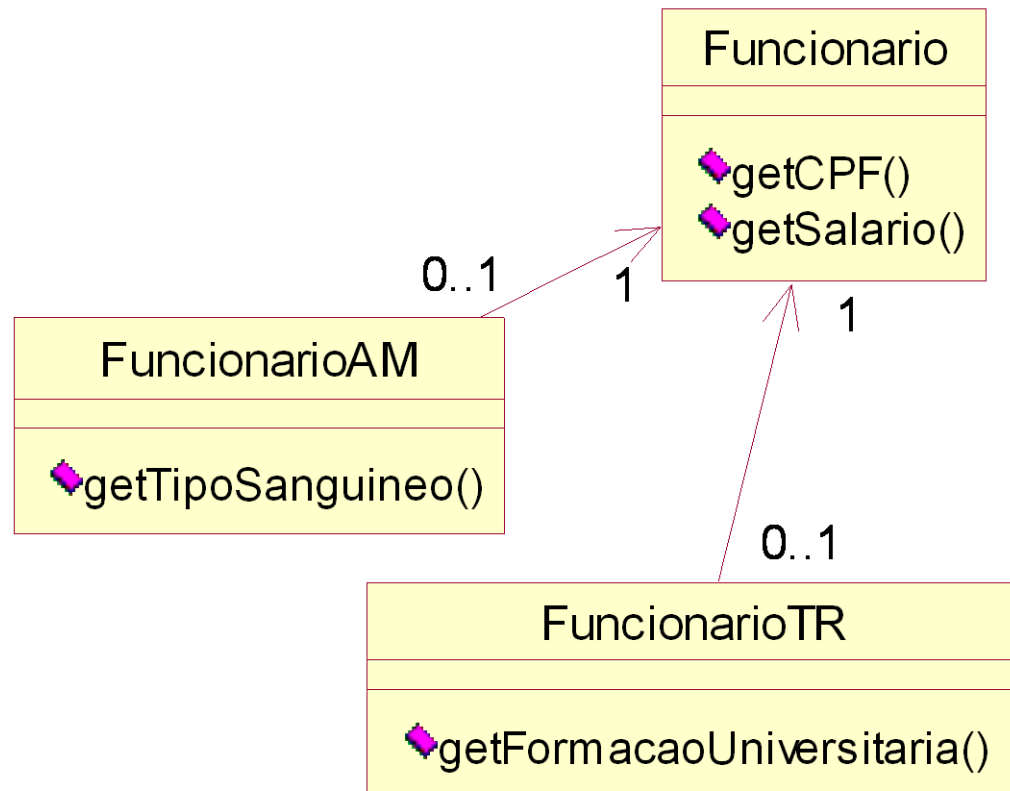 Funcionario
getCPF()
getSalario()
0..1
1
1
FuncionarioAM
getTipoSanguineo()
0..1
FuncionarioTR
getFormacaoUniversitaria()